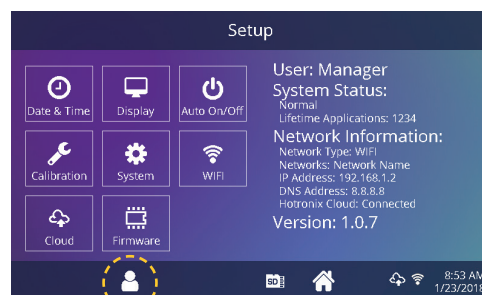 Setup
Date & Time
Display
Auto On/Off
Calibration
System
WIFI
Cloud
Firmware
User: Manager
System Status:
Normal
Lifetime Applications: 1234
Network Information:
Network Type: WIFI
Networks: Network Name
IP Address: 192.168.1.2
DNS Address: 8.8.8.8
Hotronix Cloud: Connected
Version: 1.0.7
SD
8:53 AM
1/23/2018